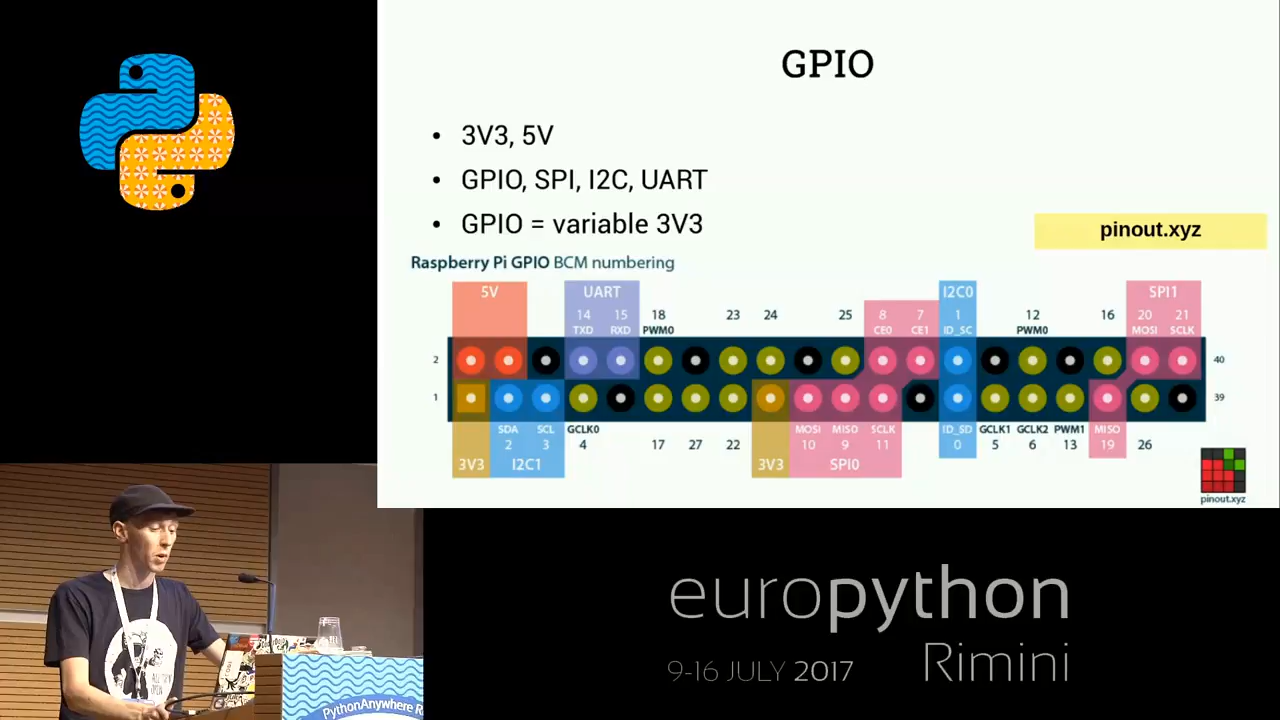 GPIO
• 3V3, 5V
• GPIO, SPI, I2C, UART
• GPIO = variable 3V3
pinout.xyz
Raspberry Pi GPIO BCM numbering
5V UART I2C0 SPI1
14 15 18 23 24 25 8 7 1 12 16 20 21
TXD RXD PWM0 CE0 CE1 ID_SC PWM0 MOSI SCLK
2 40
1 39
SDA SCL GCLK0 MOSI MISO SCLK ID_SD GCLK1 GCLK2 PWM1 MISO
2 3 4 17 27 22 10 9 11 0 5 6 13 19 26
3V3 I2C1 3V3 SPI0
pinout.xyz
europython
Rimini
9-16 JULY 2017
PythonAnywhere